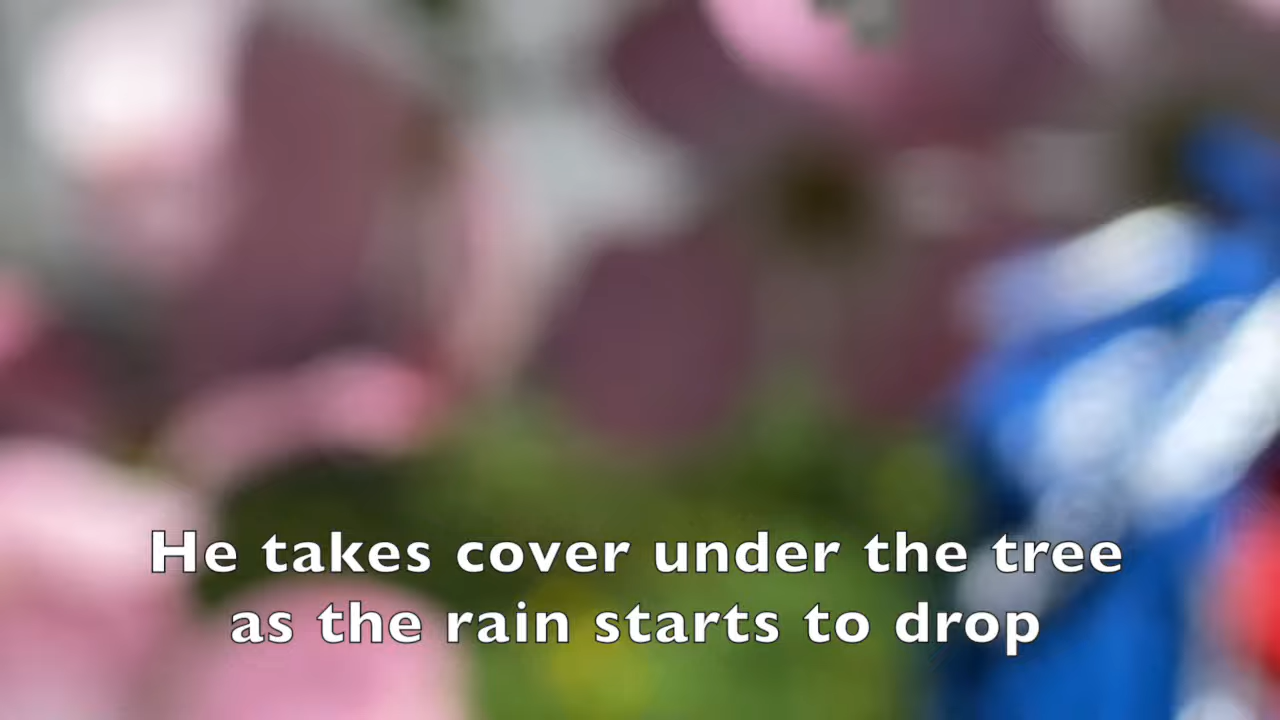 He takes cover under the tree
as the rain starts to drop